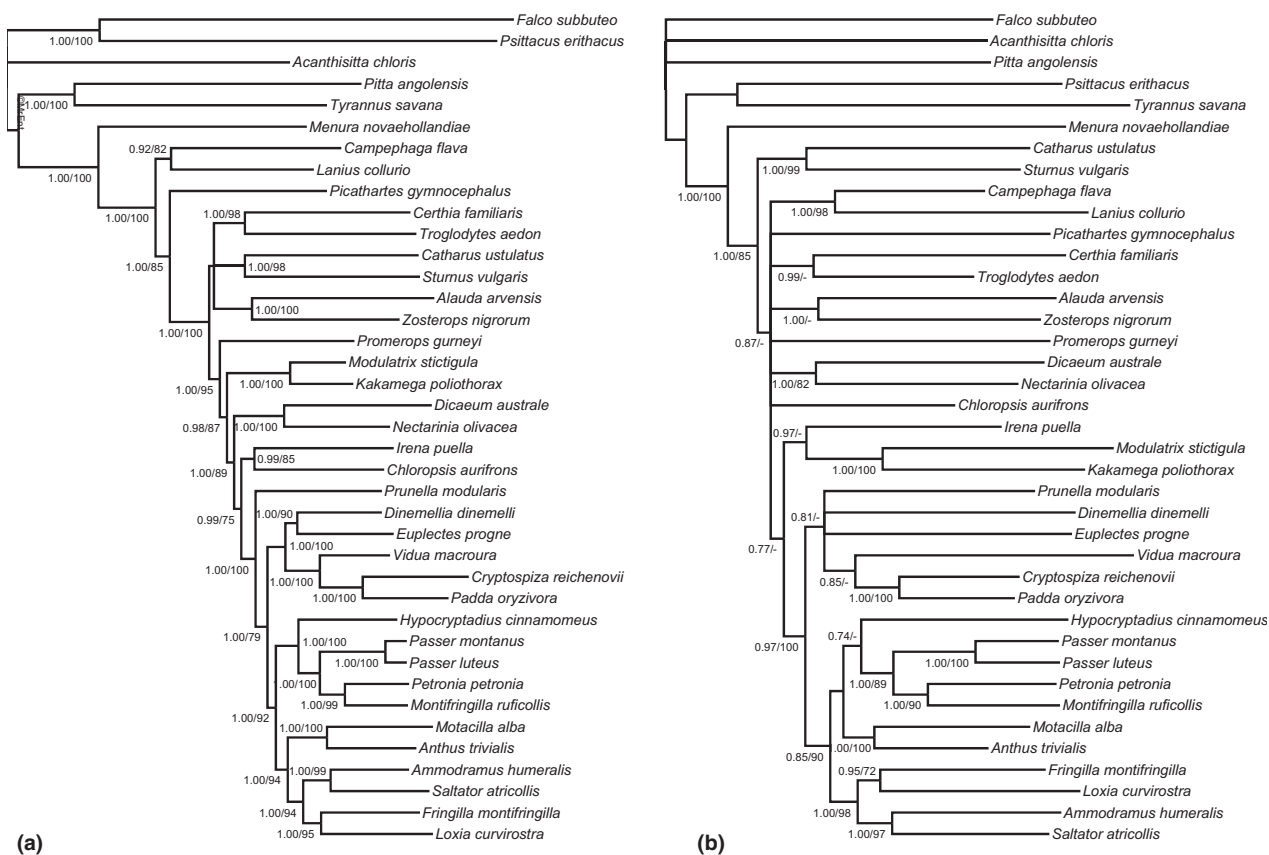 Falco subbuteo
1.00/100
Psittacus erithacus
Acanthisitta chloris
Pitta angolensis
1.00/100
Tyrannus savana
Menura novaehollandiae
0.92/82
Campephaga flava
1.00/100
Lanius collurio
Picathartes gymnocephalus
1.00/100
1.00/98
Certhia familiaris
Troglodytes aedon
Catharus ustulatus
1.00/85
1.00/98
Sturnus vulgaris
Alauda arvensis
1.00/100
Zosterops nigrorum
1.00/100
Promerops gurneyi
Modulatrix stictigula
1.00/95
1.00/100
Kakamega poliothorax
Dicaeum australe
0.98/87
1.00/100
Nectarinia olivacea
Irena puella
0.99/85
1.00/89
Chloropsis aurifrons
Prunella modularis
1.00/90
Dinemellia dinemelli
0.99/75
Euplectes progne
1.00/100
Vidua macroura
1.00/100
1.00/100
Cryptospiza reichenovii
1.00/100
Padda oryzivora
Hypocryptadius cinnamomeus
1.00/79
1.00/100
Passer montanus
1.00/100
Passer luteus
1.00/100
Petronia petronia
1.00/99
Montifringilla ruficollis
1.00/92
1.00/100
Motacilla alba
Anthus trivialis
1.00/94
1.00/99
Ammodramus humeralis
Saltator atricollis
1.00/94
Fringilla montifringilla
1.00/95
Loxia curvirostra
(a)
Falco subbuteo
Acanthisitta chloris
Pitta angolensis
Psittacus erithacus
Tyrannus savana
Menura novaehollandiae
Catharus ustulatus
1.00/99
Sturnus vulgaris
1.00/100
Campephaga flava
1.00/98
Lanius collurio
Picathartes gymnocephalus
1.00/85
Certhia familiaris
0.99/-
Troglodytes aedon
Alauda arvensis
1.00/-
Zosterops nigrorum
0.87/-
Promerops gurneyi
Dicaeum australe
1.00/82
Nectarinia olivacea
Chloropsis aurifrons
0.97/-
Irena puella
Modulatrix stictigula
1.00/100
Kakamega poliothorax
Prunella modularis
0.81/-
Dinemellia dinemelli
Euplectes progne
0.77/-
Vidua macroura
0.85/-
Cryptospiza reichenovii
1.00/100
Padda oryzivora
Hypocryptadius cinnamomeus
0.74/-
0.97/100
Passer montanus
1.00/100
Passer luteus
1.00/89
Petronia petronia
1.00/90
Montifringilla ruficollis
Motacilla alba
1.00/100
Anthus trivialis
0.85/90
0.95/72
Fringilla montifringilla
Loxia curvirostra
1.00/98
Ammodramus humeralis
1.00/97
Saltator atricollis
(b)